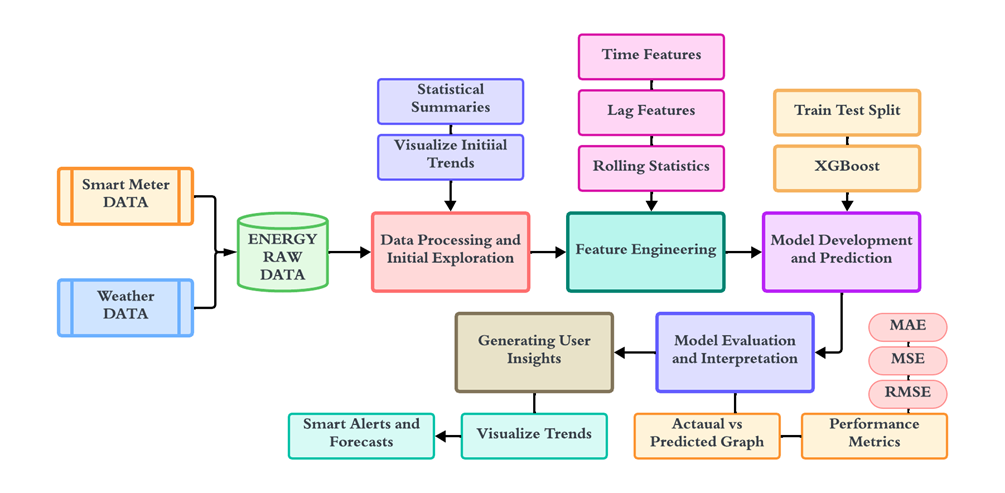 Time Features
Statistical
Summaries
Lag Features
Train Test Split
Visualize Initiial
Trends
Rolling Statistics
XGBoost
Smart Meter
DATA
ENERGY
RAW
DATA
Data Processing and
Initial Exploration
Feature Engineering
Model Development
and Prediction
Weather
DATA
Generating User
Insights
Model Evaluation
and Interpretation
MAE
MSE
RMSE
Smart Alerts and
Forecasts
Visualize Trends
Actaual vs
Predicted Graph
Performance
Metrics